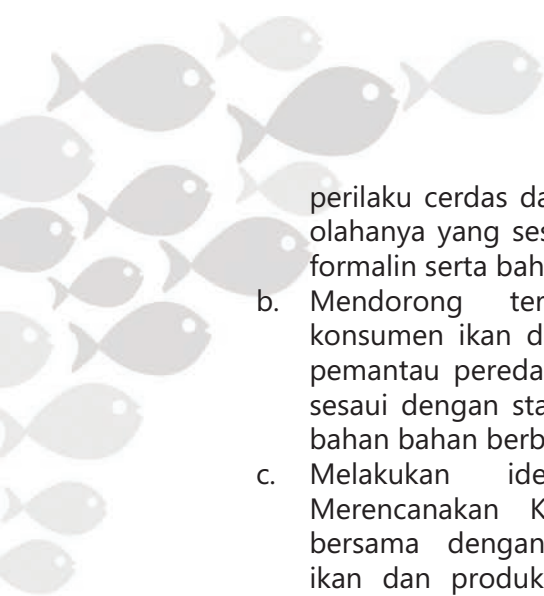 perilaku cerdas da
olahanya yang ses
formalin serta bah
b. Mendorong ter
konsumen ikan d
pemantau pereda
sesaui dengan sta
bahan bahan berb
c. Melakukan ide
Merencanakan K
bersama dengan
ikan dan produk